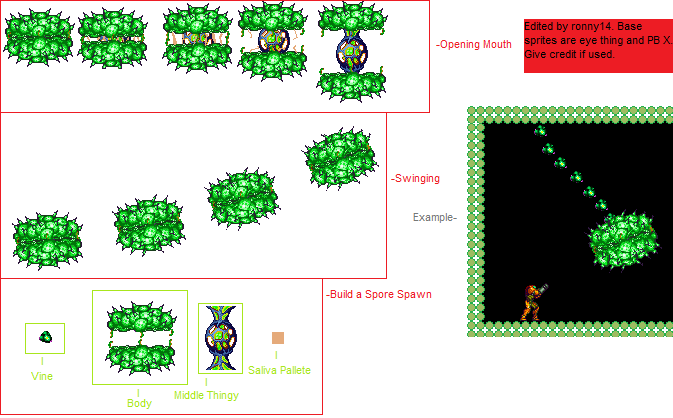 -Opening Mouth
Edited by ronny14. Base
sprites are eye thing and PB X.
Give credit if used.
-Swinging
Example-
-Build a Spore Spawn
Vine
Body
Middle Thingy
Saliva Pallete